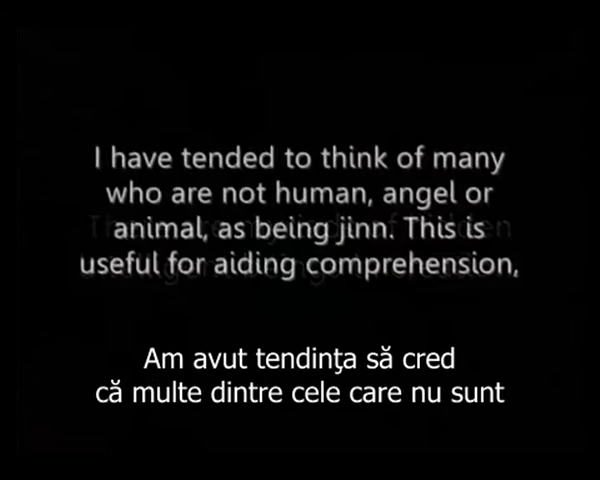 I have tended to think of many
who are not human, angel or
animal, as being jinn. This is
useful for aiding comprehension,
Am avut tendinţa să cred
că multe dintre cele care nu sunt